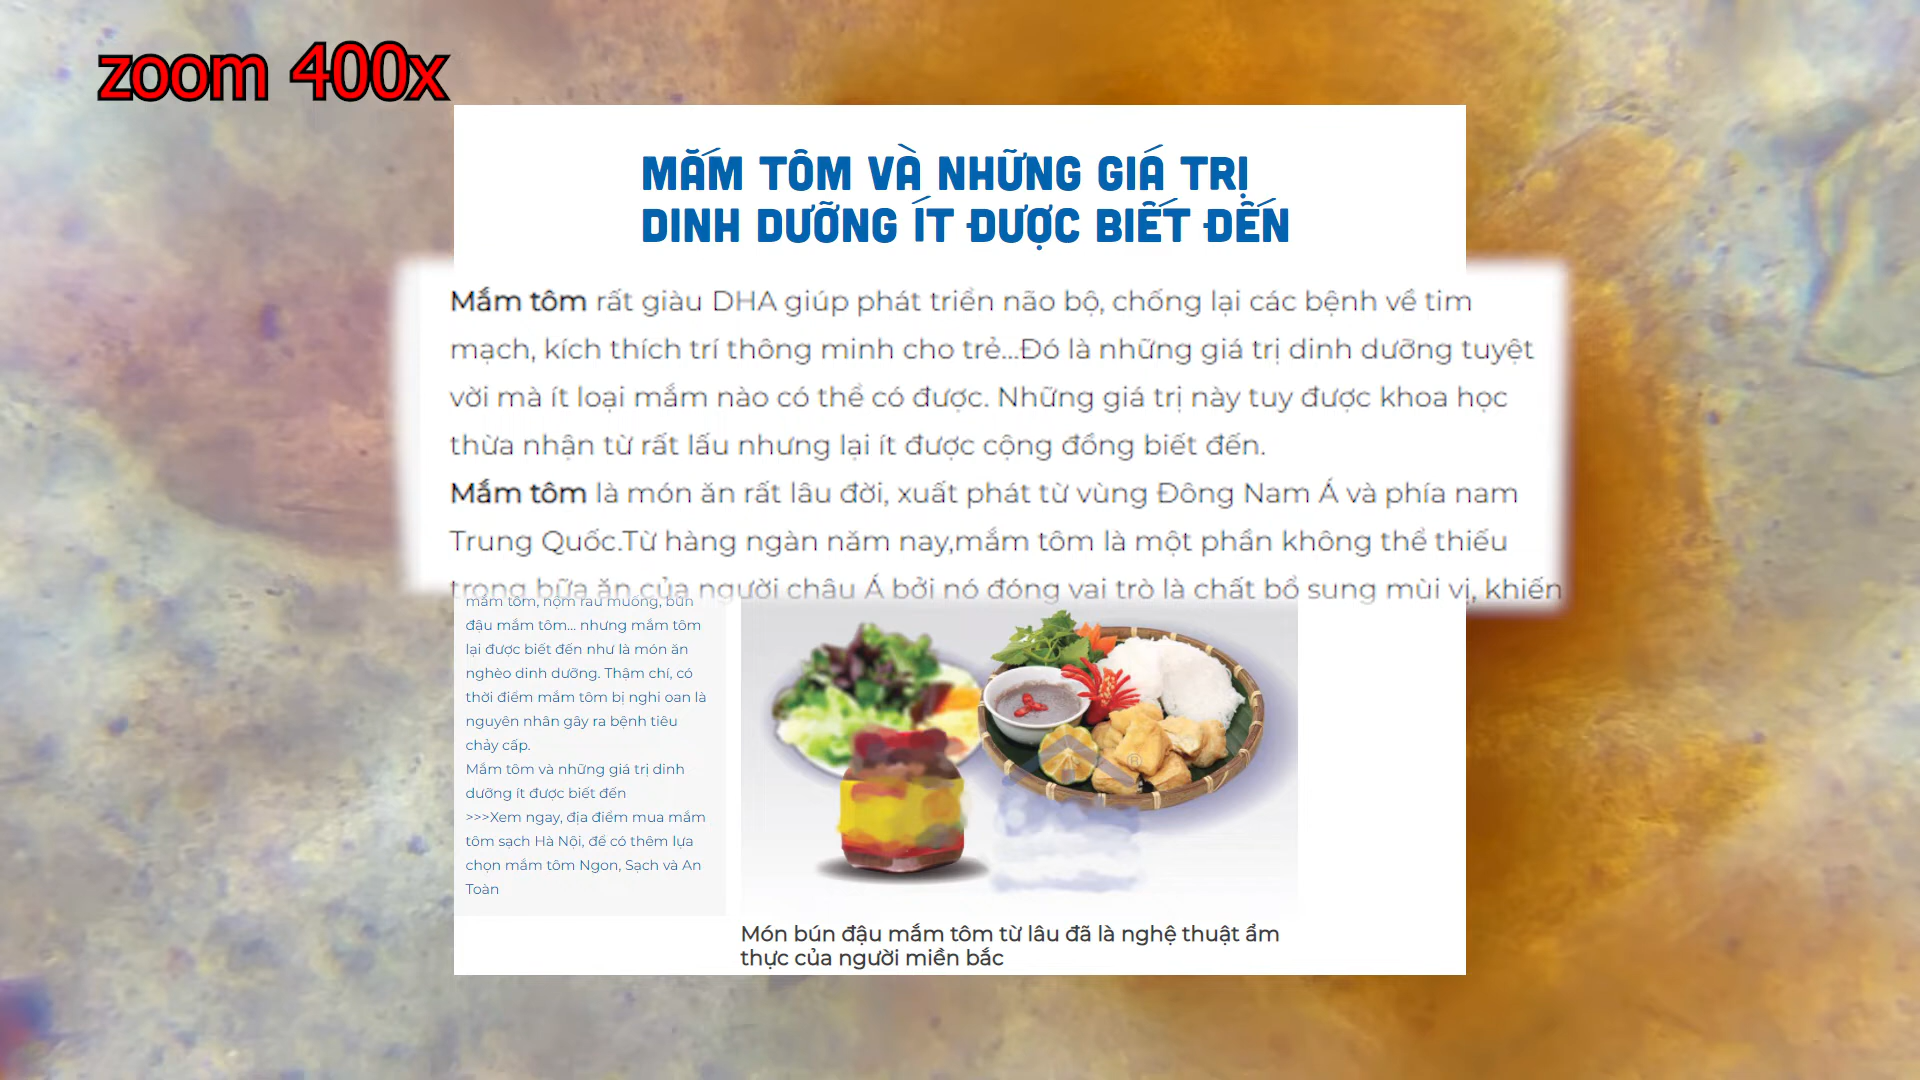 zoom 400x
MẮM TÔM VÀ NHỮNG GIÁ TRỊ
DINH DƯỠNG ÍT ĐƯỢC BIẾT ĐẾN
Mắm tôm rất giàu DHA giúp phát triển não bộ, chống lại các bệnh về tim
mạch, kích thích trí thông minh cho trẻ...Đó là những giá trị dinh dưỡng tuyệt
vời mà ít loại mắm nào có thể có được. Những giá trị này tuy được khoa học
thừa nhận từ rất lấu nhưng lại ít được cộng đồng biết đến.
Mắm tôm là món ăn rất lâu đời, xuất phát từ vùng Đông Nam Á và phía nam
Trung Quốc.Từ hàng ngàn năm nay,mắm tôm là một phần không thể thiếu
trong bữa ăn của người châu Á bởi nó đóng vai trò là chất bổ sung mùi vị, khiến
mắm tôm, nộm rau muống, bún
đậu mắm tôm... nhưng mắm tôm
lại được biết đến như là món ăn
nghèo dinh dưỡng. Thậm chí, có
thời điểm mắm tôm bị nghi oan là
nguyên nhân gây ra bệnh tiêu
chảy cấp.
Mắm tôm và những giá trị dinh
dưỡng ít được biết đến
>>>Xem ngay, địa điểm mua mắm
tôm sạch Hà Nội, để có thêm lựa
chọn mắm tôm Ngon, Sạch và An
Toàn
®
Món bún đậu mắm tôm từ lâu đã là nghệ thuật ẩm
thực của người miền bắc